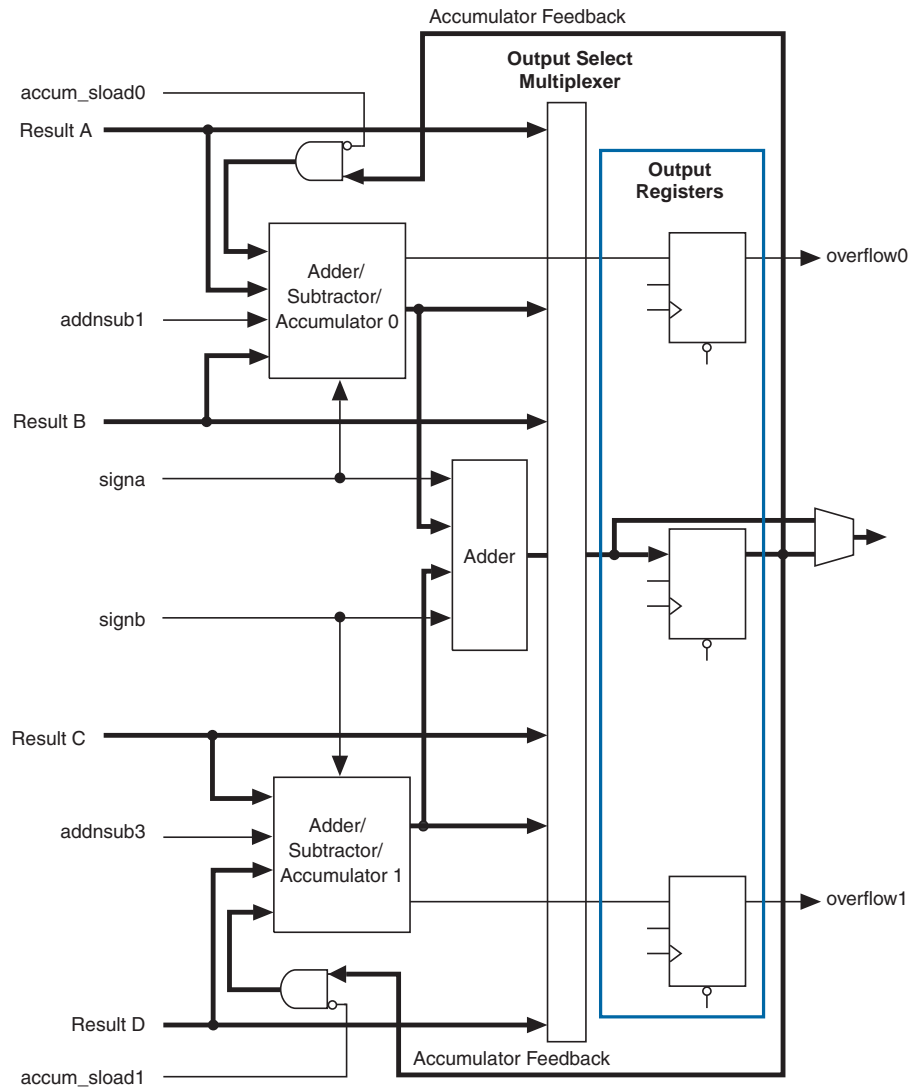 Accumulator Feedback
Output Select
Multiplexer
accum_sload0
Result A
Output
Registers
Adder/
Subtractor/
Accumulator 0
overflow0
addnsub1
Result B
signa
Adder
signb
Result C
Adder/
Subtractor/
Accumulator 1
addnsub3
overflow1
Result D
Accumulator Feedback
accum_sload1